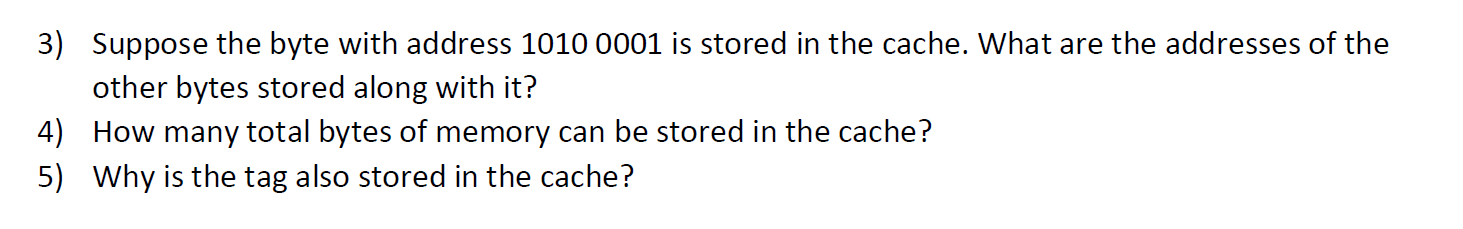 3) Suppose the byte with address 1010 0001 is stored in the cache. What are the addresses of the
other bytes stored along with it?
4) How many total bytes of memory can be stored in the cache?
5) Why is the tag also stored in the cache?